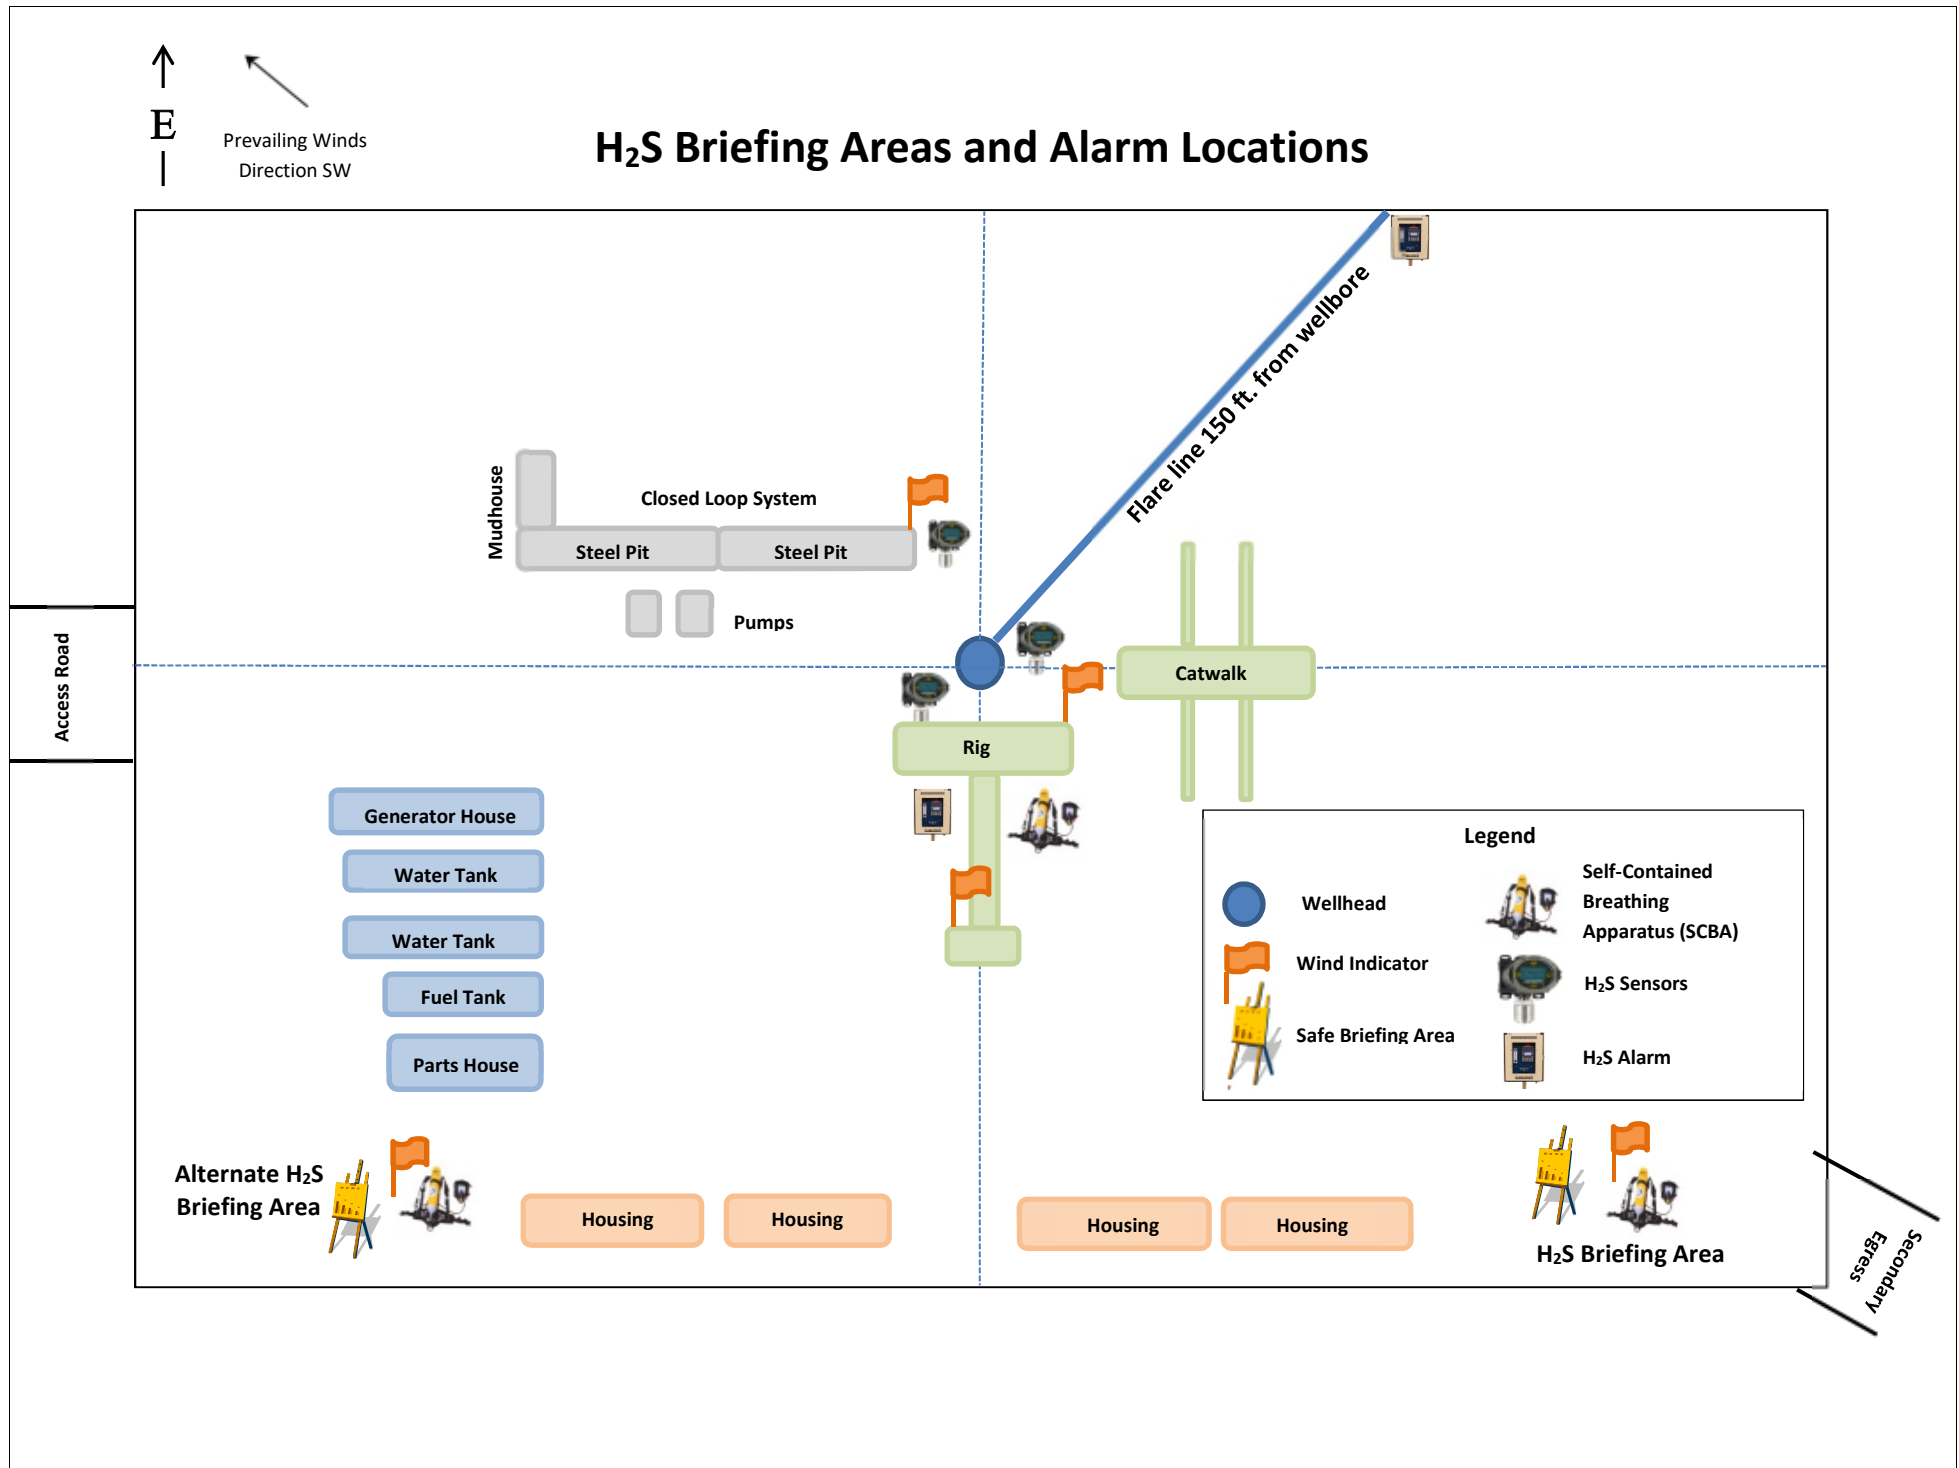 E
Prevailing Winds
Direction SW
H₂S Briefing Areas and Alarm Locations
Flare line 150 ft. from wellbore
Mudhouse
Closed Loop System
Steel Pit
Steel Pit
Pumps
Access Road
Catwalk
Rig
Generator House
Water Tank
Water Tank
Fuel Tank
Parts House
Legend
Wellhead
Wind Indicator
Safe Briefing Area
Self-Contained
Breathing
Apparatus (SCBA)
H₂S Sensors
H₂S Alarm
Alternate H₂S
Briefing Area
Housing
Housing
Housing
Housing
H₂S Briefing Area
Secondary
Egress